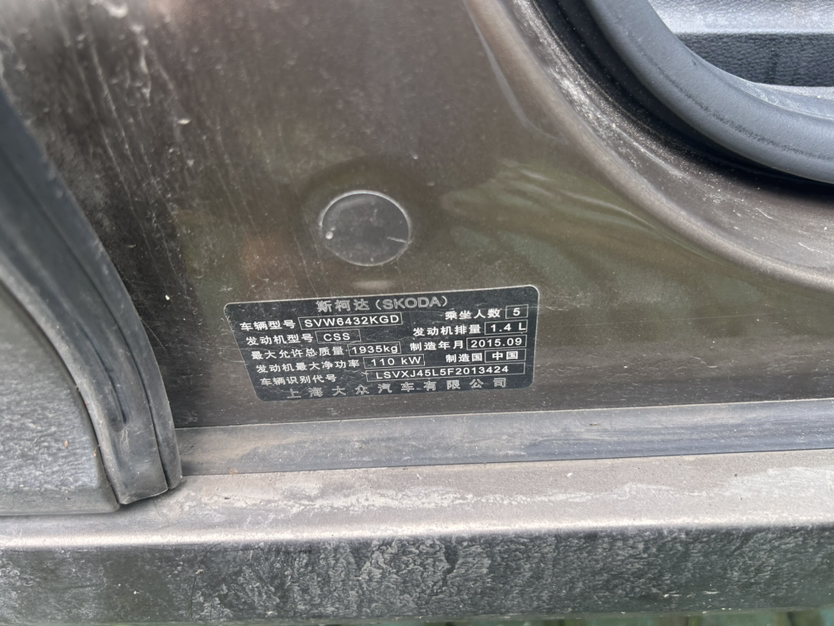 斯柯达(SKODA)
车辆型号 SVW6432KGD 乘坐人数 5
发动机型号 CSS 发动机排量 1.4 L
最大允许总质量 1935kg 制造年月 2015.09
发动机最大净功率 110 kW 制造国 中国
车辆识别代号 LSVXJ45L5F2013424
上海大众汽车有限公司